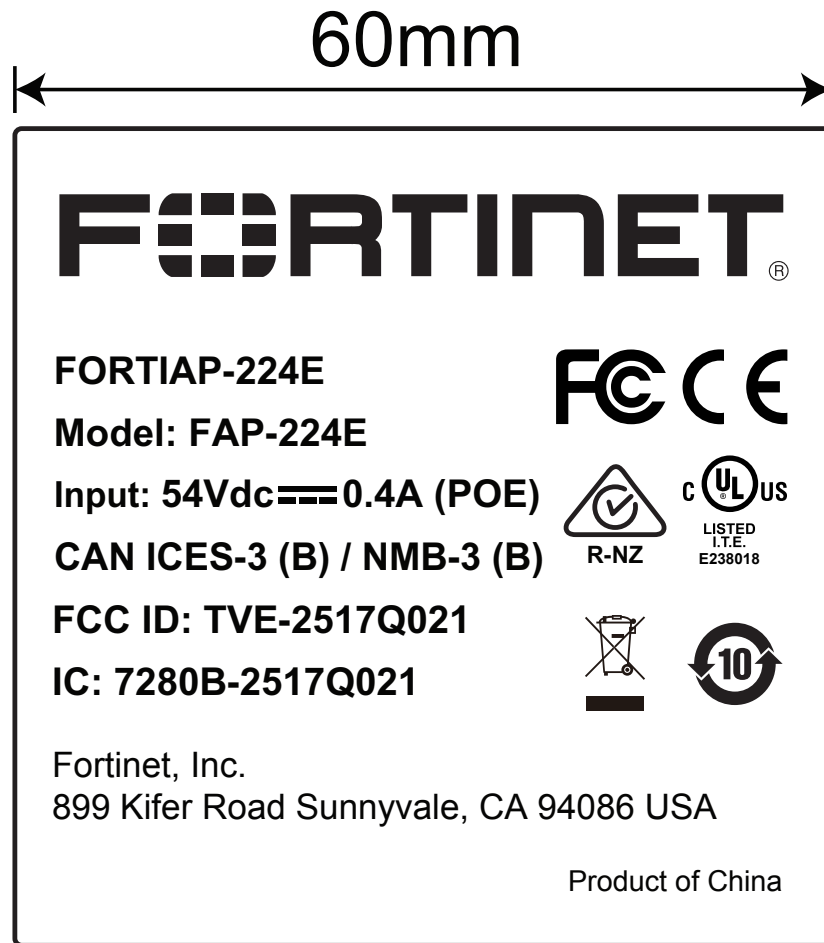 60mm
FORTINET®
FORTIAP-224E
Model: FAP-224E
Input: 54Vdc⎓0.4A (POE)
CAN ICES-3 (B) / NMB-3 (B)
FCC ID: TVE-2517Q021
IC: 7280B-2517Q021
FC CE
R-NZ
C UL® US
LISTED
I.T.E.
E238018
10
Fortinet, Inc.
899 Kifer Road Sunnyvale, CA 94086 USA
Product of China